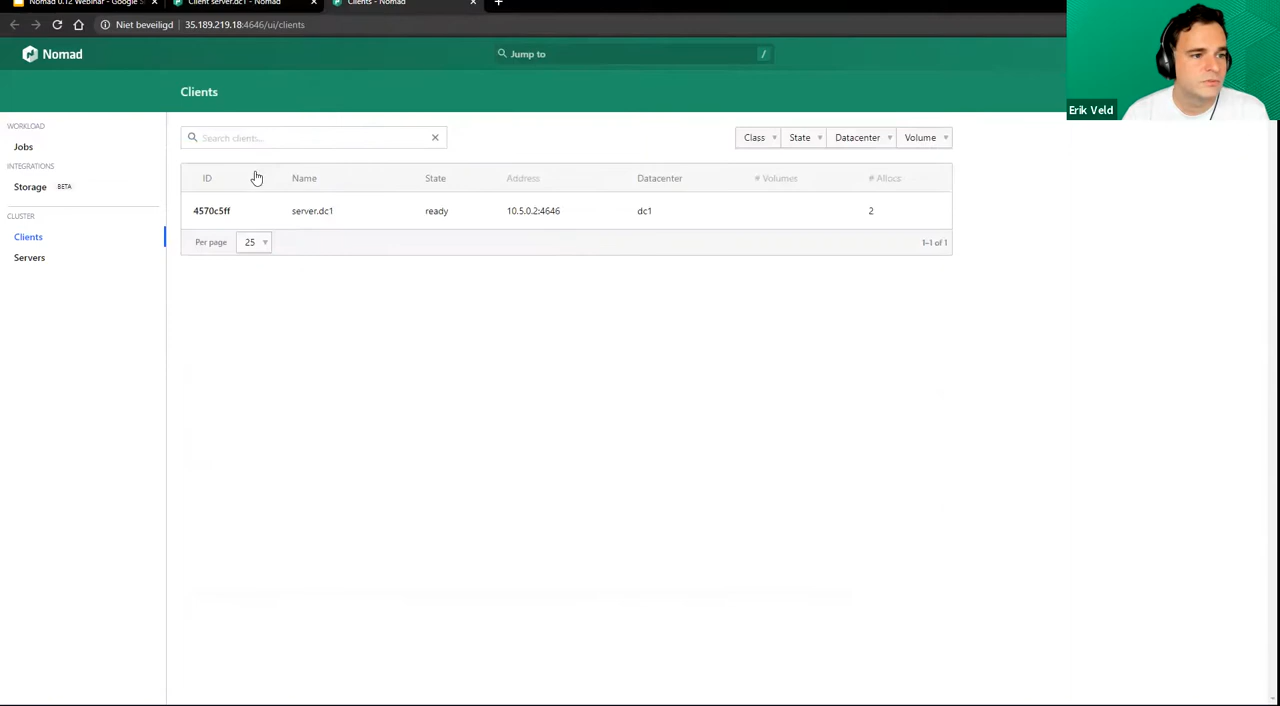 Nomad 0.12 Webinar - Google S
Client server.dc1 - Nomad
Clients - Nomad
Niet beveiligd
35.189.219.18:4646/ui/clients
Nomad
Jump to
/
Erik Veld
Clients
WORKLOAD
Jobs
INTEGRATIONS
Storage BETA
CLUSTER
Clients
Servers
Search clients...
Class State Datacenter Volume
ID Name State Address Datacenter # Volumes # Allocs
4570c5ff server.dc1 ready 10.5.0.2:4646 dc1 2
Per page 25 1–1 of 1